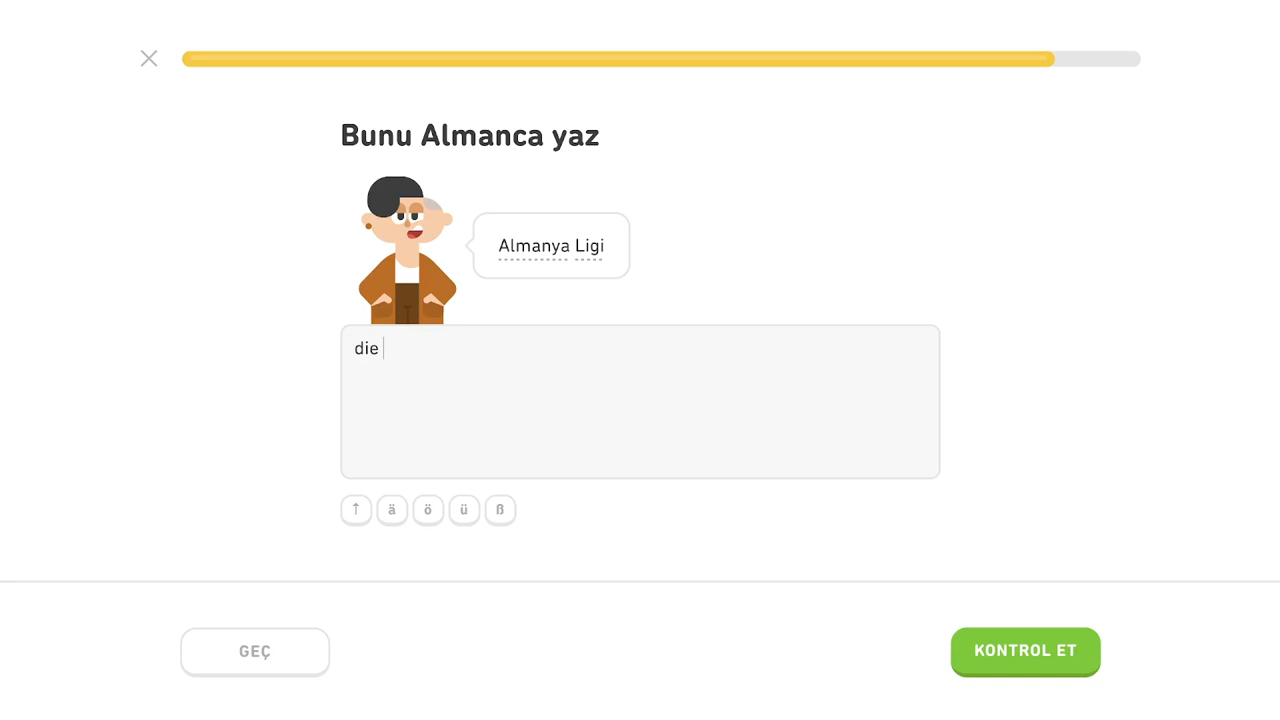 Bunu Almanca yaz
Almanya Ligi
die
↑ ä ö ü ß
GEÇ
KONTROL ET